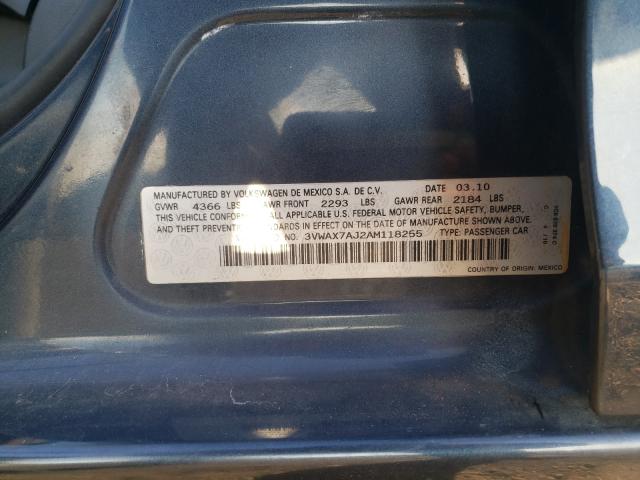 MANUFACTURED BY VOLKSWAGEN DE MEXICO S.A. DE C.V. DATE 03.10
GVWR 4366 LBS GAWR FRONT 2293 LBS GAWR REAR 2184 LBS
THIS VEHICLE CONFORMS ALL APPLICABLE U.S. FEDERAL MOTOR VEHICLE SAFETY, BUMPER,
AND THEFT PREVENTION STANDARDS IN EFFECT ON THE DATE OF MANUFACTURE SHOWN ABOVE.
3VWAX7AJ2AM118255 TYPE: PASSENGER CAR
COUNTRY OF ORIGIN: MEXICO